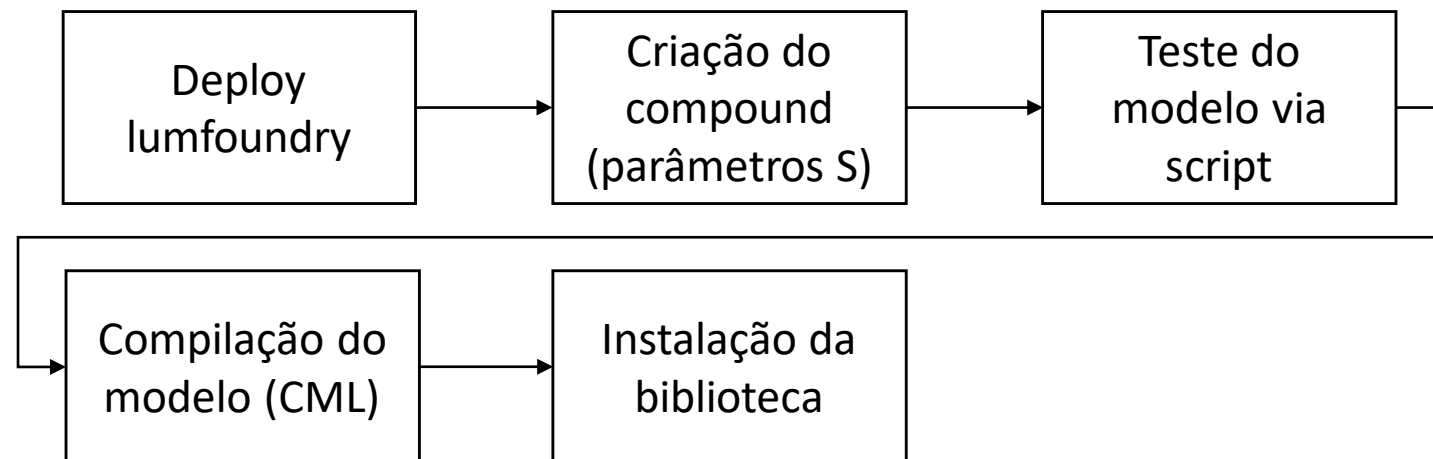 Deploy
lumfoundry
Criação do
compound
(parâmetros S)
Teste do
modelo via
script
Compilação do
modelo (CML)
Instalação da
biblioteca